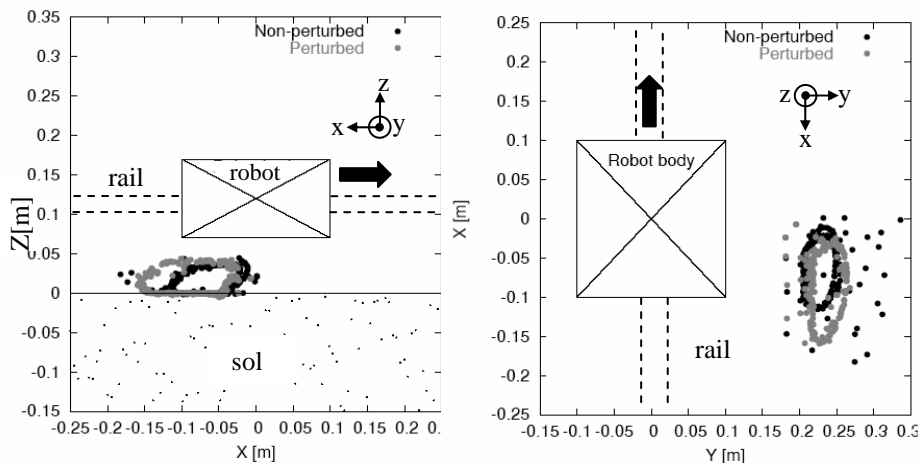 0.35
0.3
0.25
0.2
0.15
0.1
0.05
0
-0.05
-0.1
-0.15
Z[m]
Non-perturbed
Perturbed
z
x
y
robot
rail
sol
-0.25 -0.2 -0.15 -0.1 -0.05 0 0.05 0.1 0.15 0.2 0.
X [m]
0.25
0.2
0.15
0.1
0.05
0
-0.05
-0.1
-0.15
-0.2
-0.25
X [m]
Non-perturbed
Perturbed
z
y
x
Robot body
rail
-0.15 -0.1 -0.05 0 0.05 0.1 0.15 0.2 0.25 0.3 0.3
Y [m]